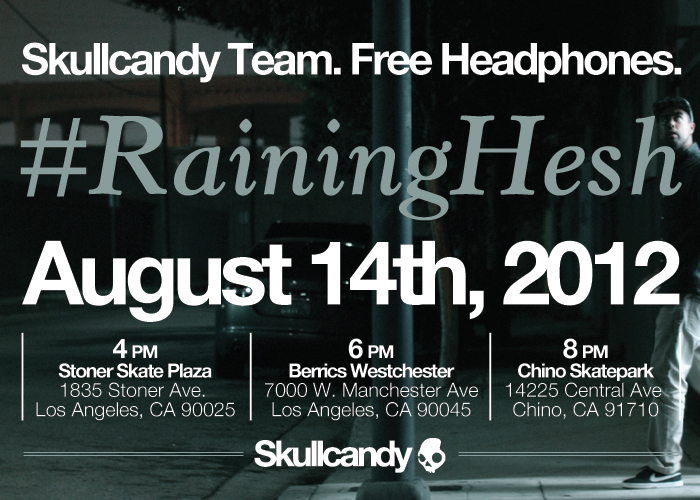 Skullcandy Team. Free Headphones.
#RainingHesh
August 14th, 2012
4 PM
Stoner Skate Plaza
1835 Stoner Ave.
Los Angeles, CA 90025
6 PM
Berrics Westchester
7000 W. Manchester Ave
Los Angeles, CA 90045
8 PM
Chino Skatepark
14225 Central Ave
Chino, CA 91710
Skullcandy